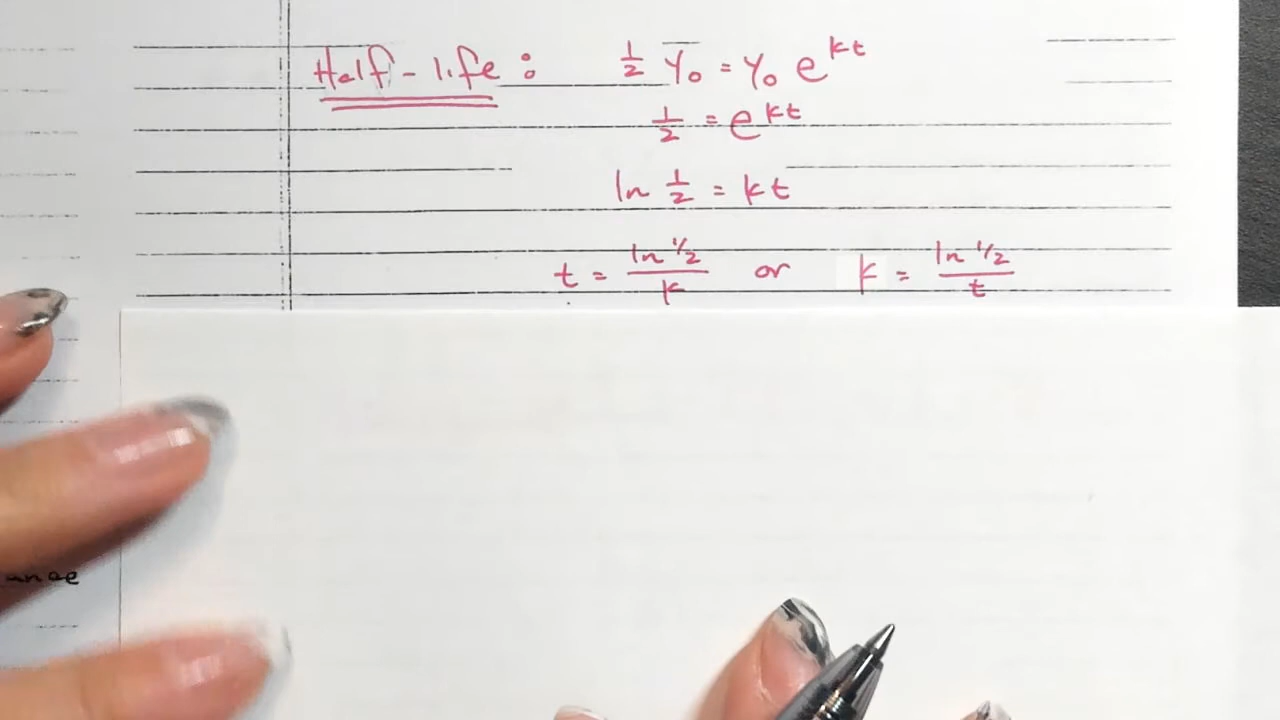 Half-life: ½ y₀ = y₀ e^{kt}
½ = e^{kt}
ln ½ = kt
t = ln ½ / k or k = ln ½ / t